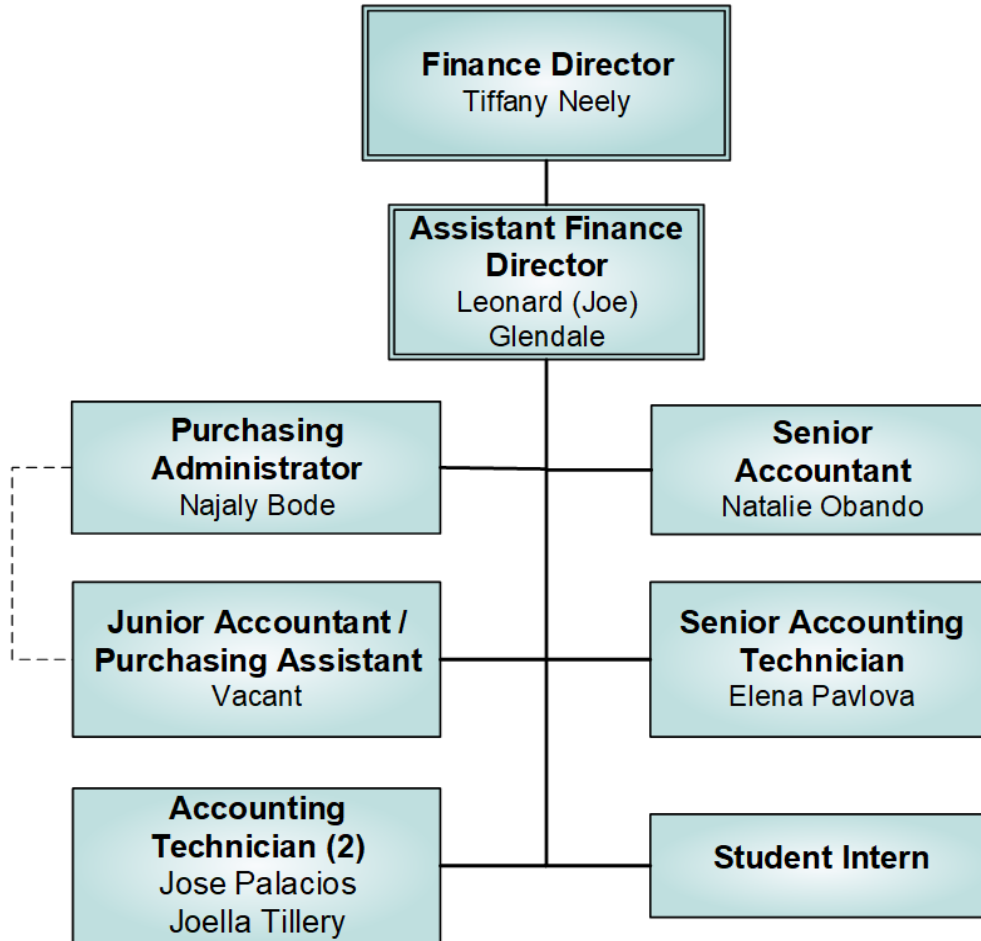 Finance Director
Tiffany Neely
Assistant Finance
Director
Leonard (Joe)
Glendale
Purchasing
Administrator
Najaly Bode
Senior
Accountant
Natalie Obando
Junior Accountant /
Purchasing Assistant
Vacant
Senior Accounting
Technician
Elena Pavlova
Accounting
Technician (2)
Jose Palacios
Joella Tillery
Student Intern